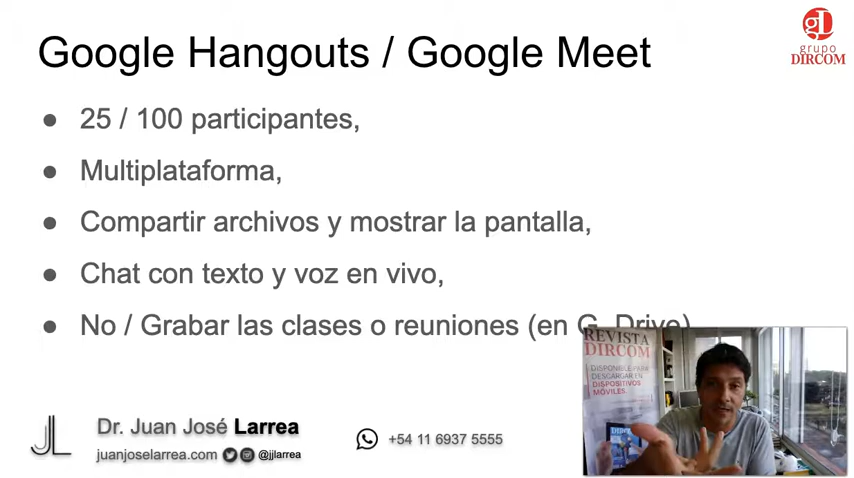 Google Hangouts / Google Meet
grupo
DIRCOM
25 / 100 participantes,
Multiplataforma,
Compartir archivos y mostrar la pantalla,
Chat con texto y voz en vivo,
No / Grabar las clases o reuniones (en G. Drive)
REVISTA
DIRCOM
DISPONIBLE PARA
DESCARGAR EN
DISPOSITIVOS
MÓVILES.
Dr. Juan José Larrea
juanjoselarrea.com @jjlarrea
+54 11 6937 5555